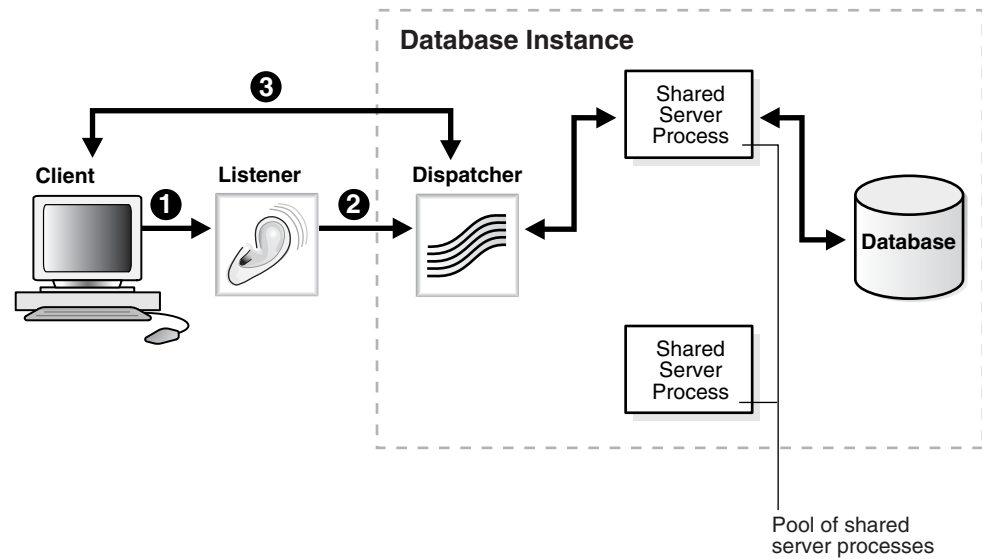 Database Instance
3
Shared
Server
Process
Client
Listener
Dispatcher
1
2
Database
Shared
Server
Process
Pool of shared
server processes